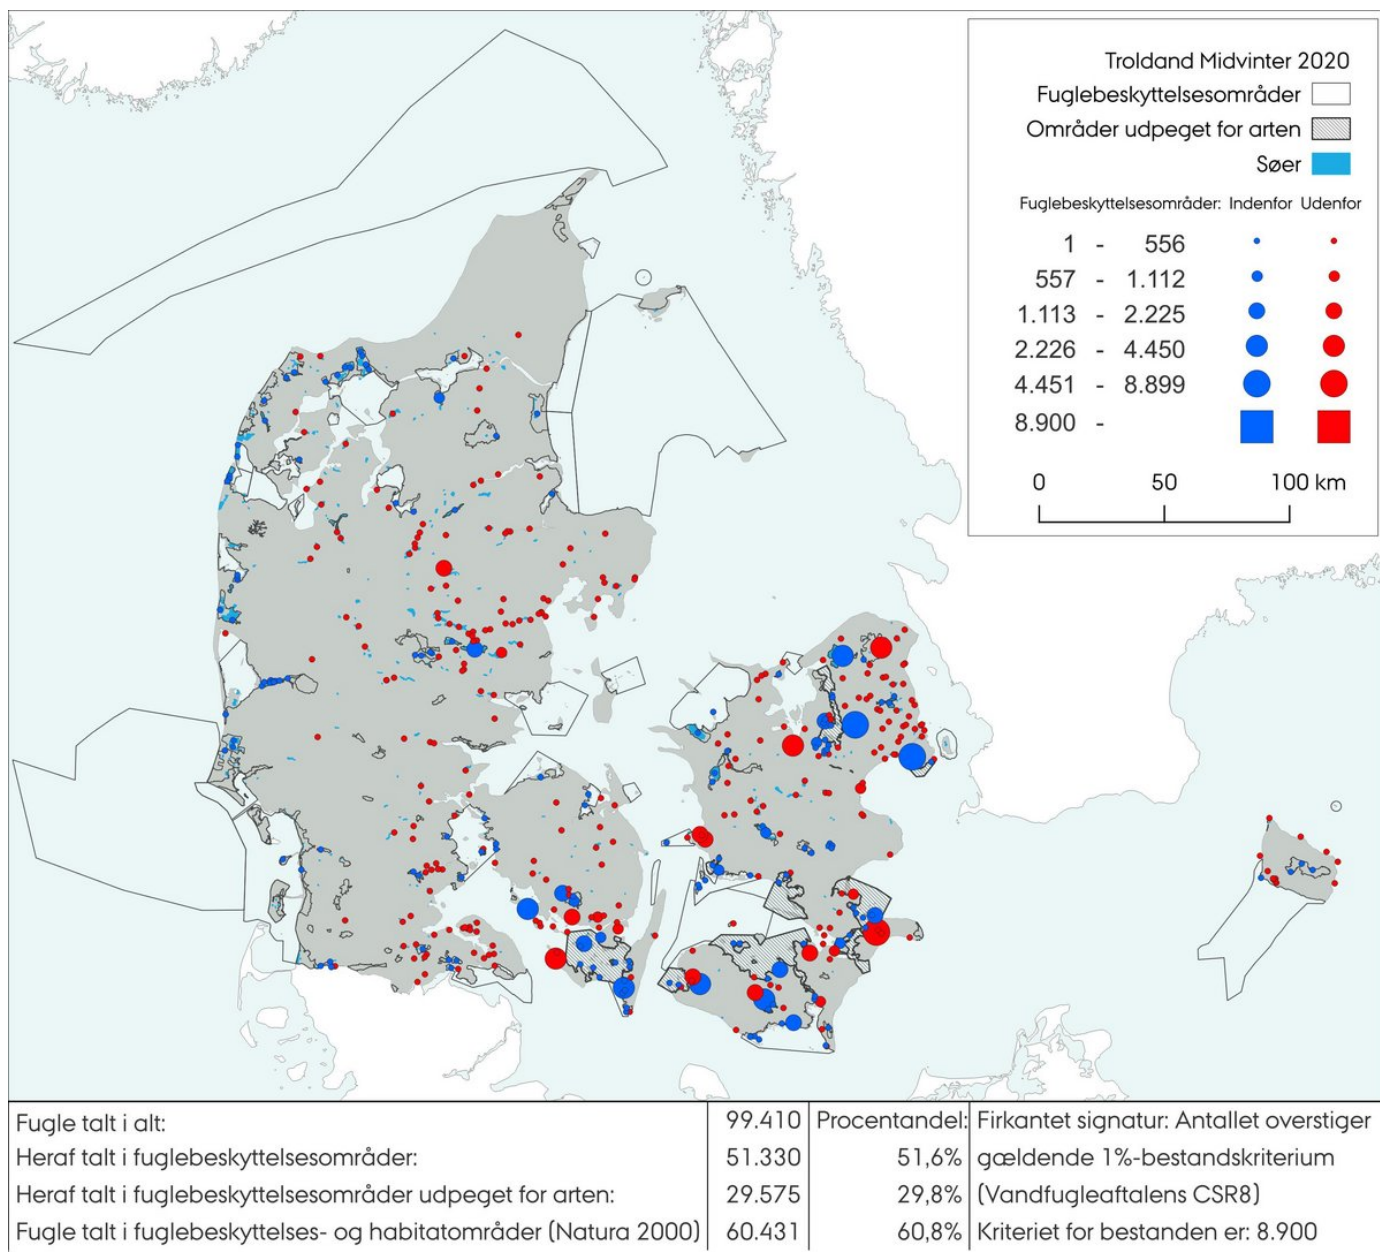 Troldand Midvinter 2020
Fuglebeskyttelsesområder
Områder udpeget for arten
Søer
Fuglebeskyttelsesområder: Indenfor Udenfor
1 - 556
557 - 1.112
1.113 - 2.225
2.226 - 4.450
4.451 - 8.899
8.900 -
0 50 100 km
Fugle talt i alt: 99.410 Procentandel: Firkantet signatur: Antallet overstiger
Heraf talt i fuglebeskyttelsesområder: 51.330 51,6% gældende 1%-bestandskriterium
Heraf talt i fuglebeskyttelsesområder udpeget for arten: 29.575 29,8% (Vandfugleaftalens CSR8)
Fugle talt i fuglebeskyttelses- og habitatområder (Natura 2000) 60.431 60,8% Kriteriet for bestanden er: 8.900